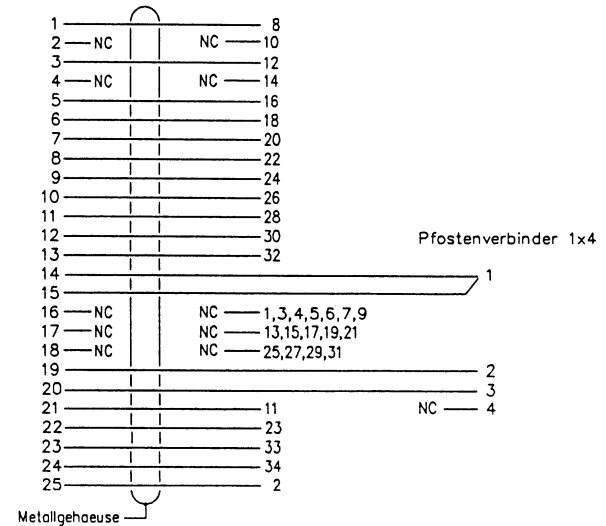 1 8
2 NC NC 10
3 12
4 NC NC 14
5 16
6 18
7 20
8 22
9 24
10 26
11 28
12 30
13 32
Pfostenverbinder 1x4
14 1
15
16 NC NC 1,3,4,5,6,7,9
17 NC NC 13,15,17,19,21
18 NC NC 25,27,29,31
19 2
20 3
21 11 NC 4
22 23
23 33
24 34
25 2
Metallgehaeuse